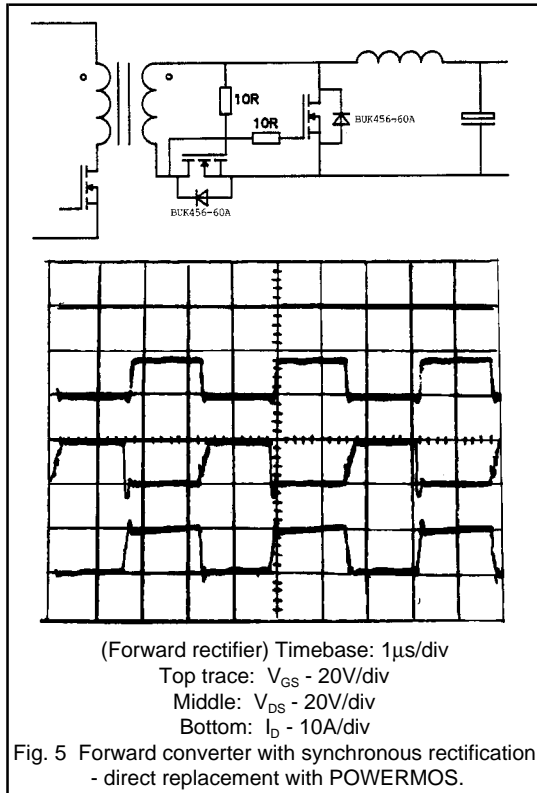 10R
10R
BUK456-60A
BUK456-60A
(Forward rectifier) Timebase: 1µs/div
Top trace: V_GS - 20V/div
Middle: V_DS - 20V/div
Bottom: I_D - 10A/div
Fig. 5 Forward converter with synchronous rectification
- direct replacement with POWERMOS.